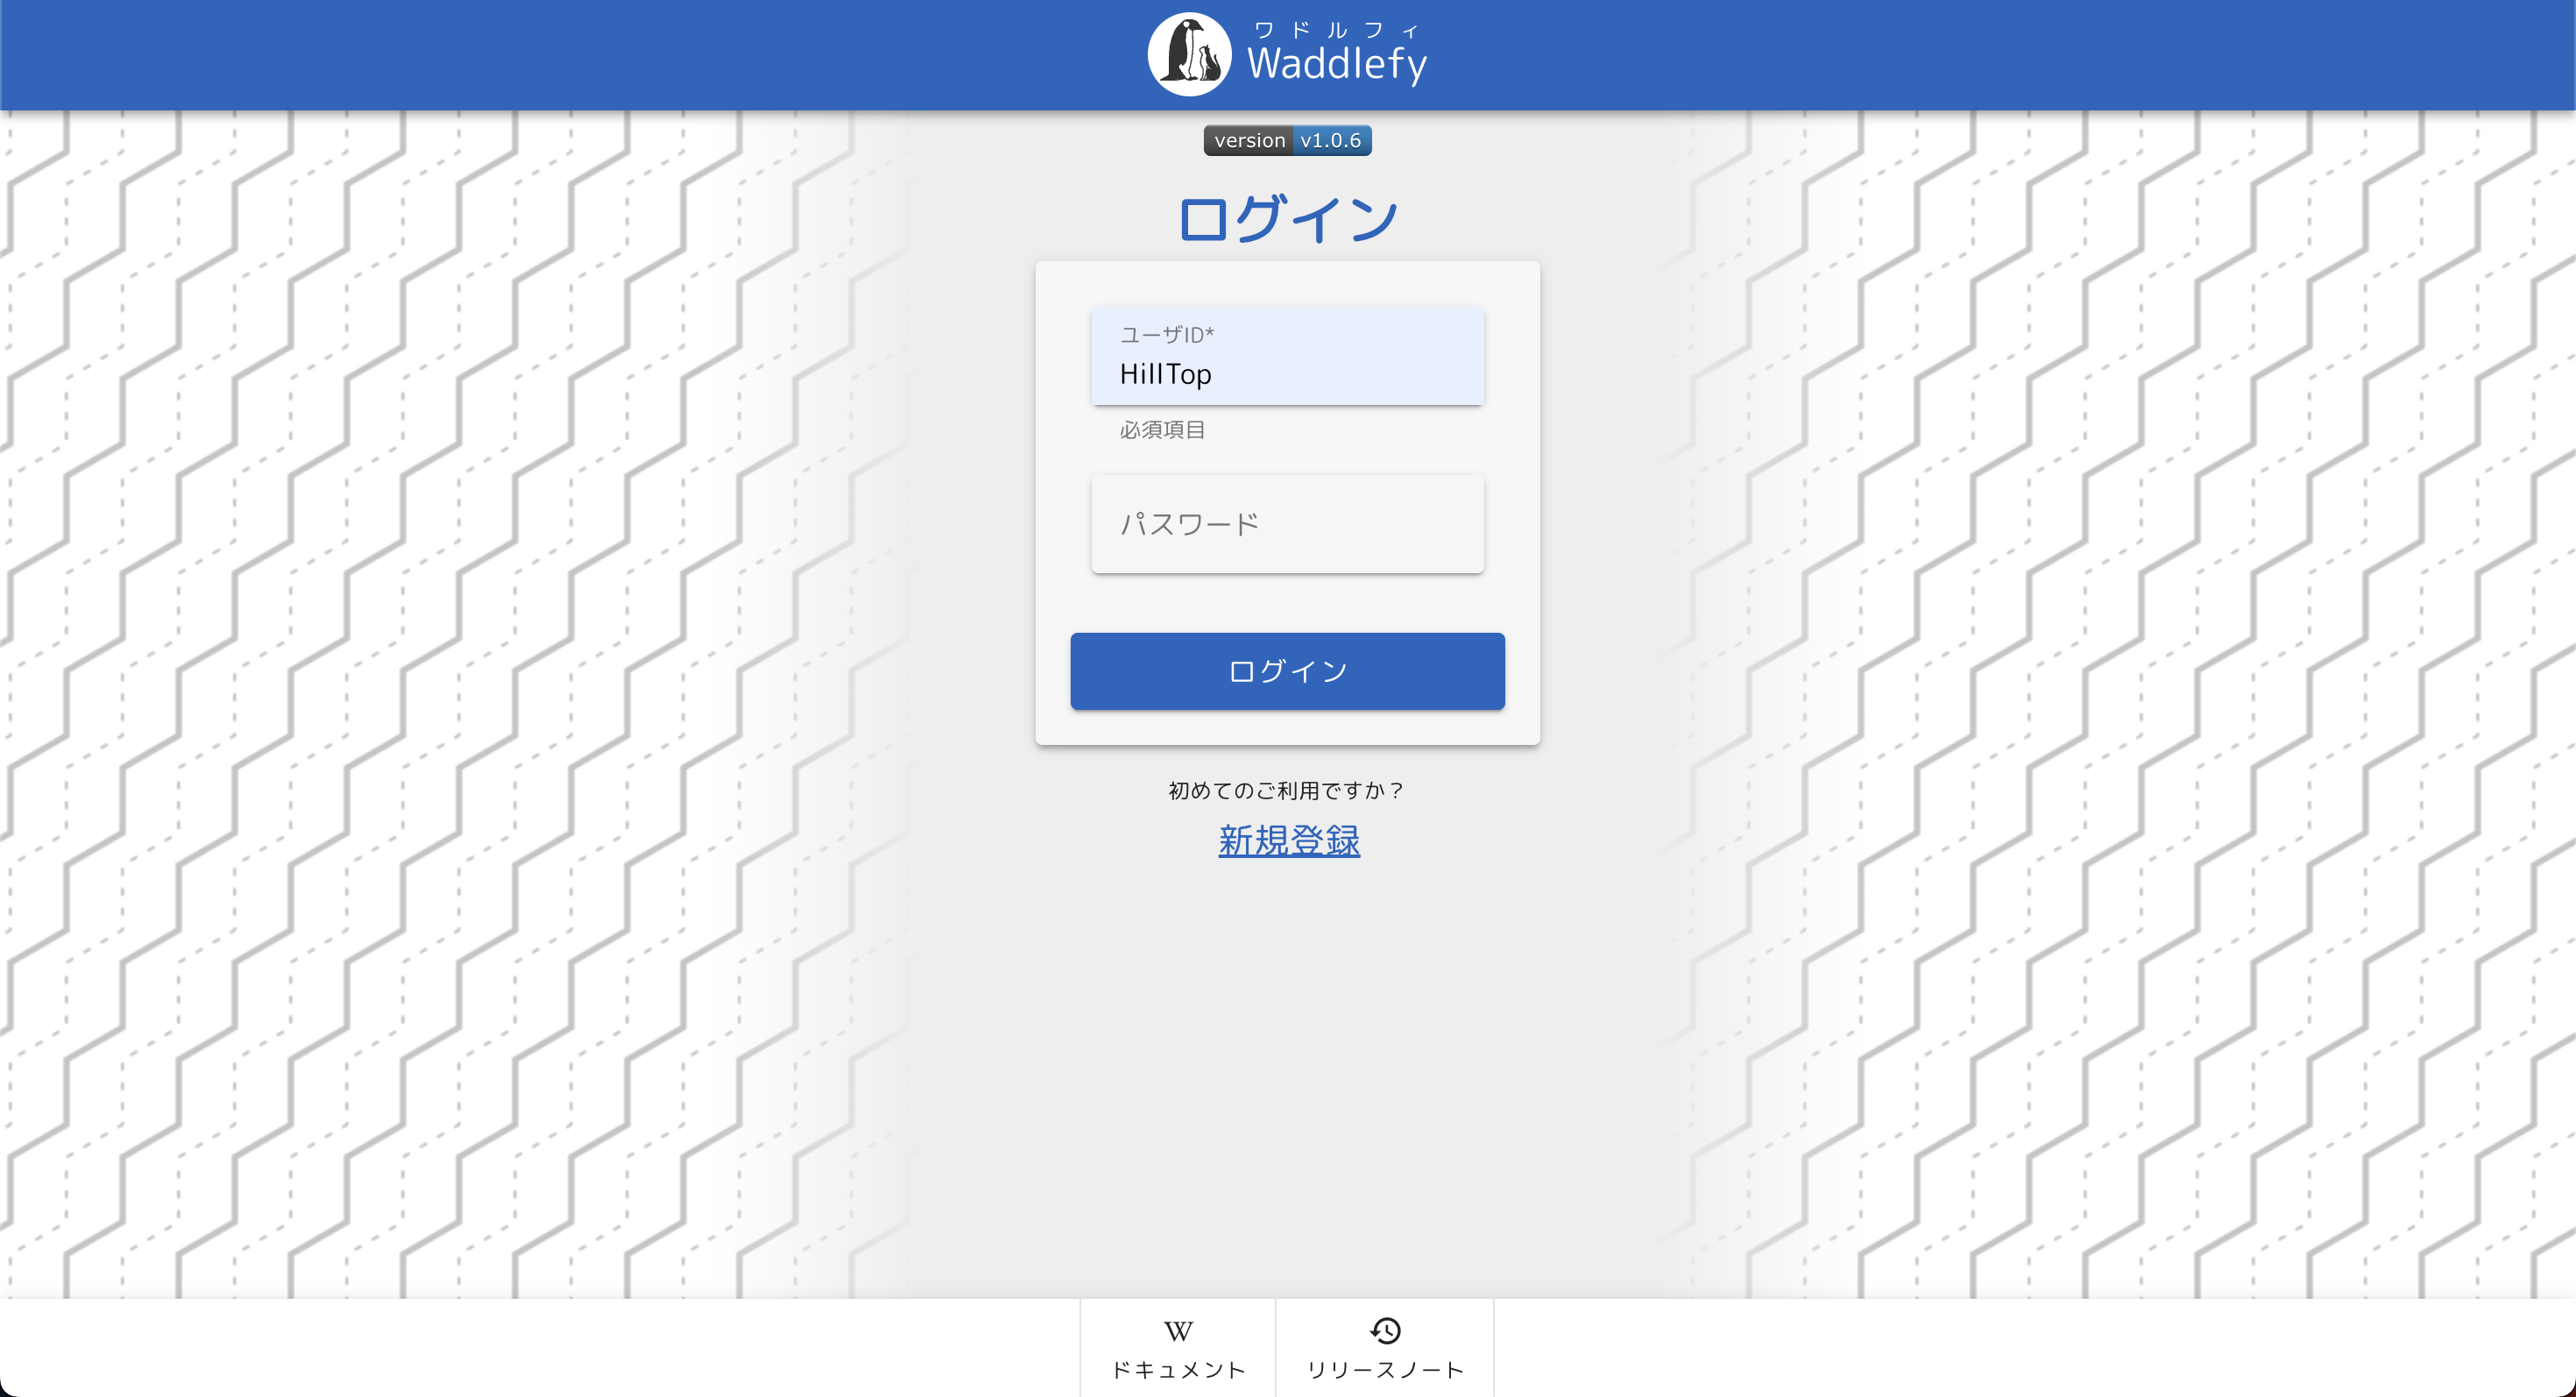 ワドルフィ
Waddlefy
version v1.0.6
ログイン
ユーザID*
HillTop
必須項目
パスワード
ログイン
初めてのご利用ですか？
新規登録
W
ドキュメント
リリースノート